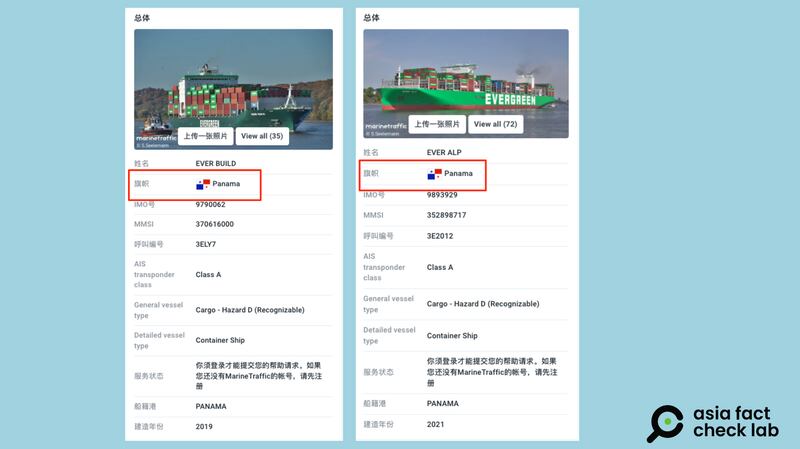 总体
EVERGREEN
marinetraffic
© S.Seelemann
上传一张照片
View all (35)
姓名
EVER BUILD
旗帜
Panama
IMO号
9790062
MMSI
370616000
呼叫编号
3ELY7
AIS
transponder
class
Class A
General vessel
type
Cargo - Hazard D (Recognizable)
Detailed vessel
type
Container Ship
服务状态
你须登录才能提交您的帮助请求。如果
您还没有MarineTraffic的帐号，请先注
册
船籍港
PANAMA
建造年份
2019
总体
EVERGREEN
marinetraffic
© S.Seelemann
上传一张照片
View all (72)
姓名
EVER ALP
旗帜
Panama
IMO号
9893929
MMSI
352898717
呼叫编号
3E2012
AIS
transponder
class
Class A
General vessel
type
Cargo - Hazard D (Recognizable)
Detailed vessel
type
Container Ship
服务状态
你须登录才能提交您的帮助请求。如果
您还没有MarineTraffic的帐号，请先注
册
船籍港
PANAMA
建造年份
2021
asia fact
check lab